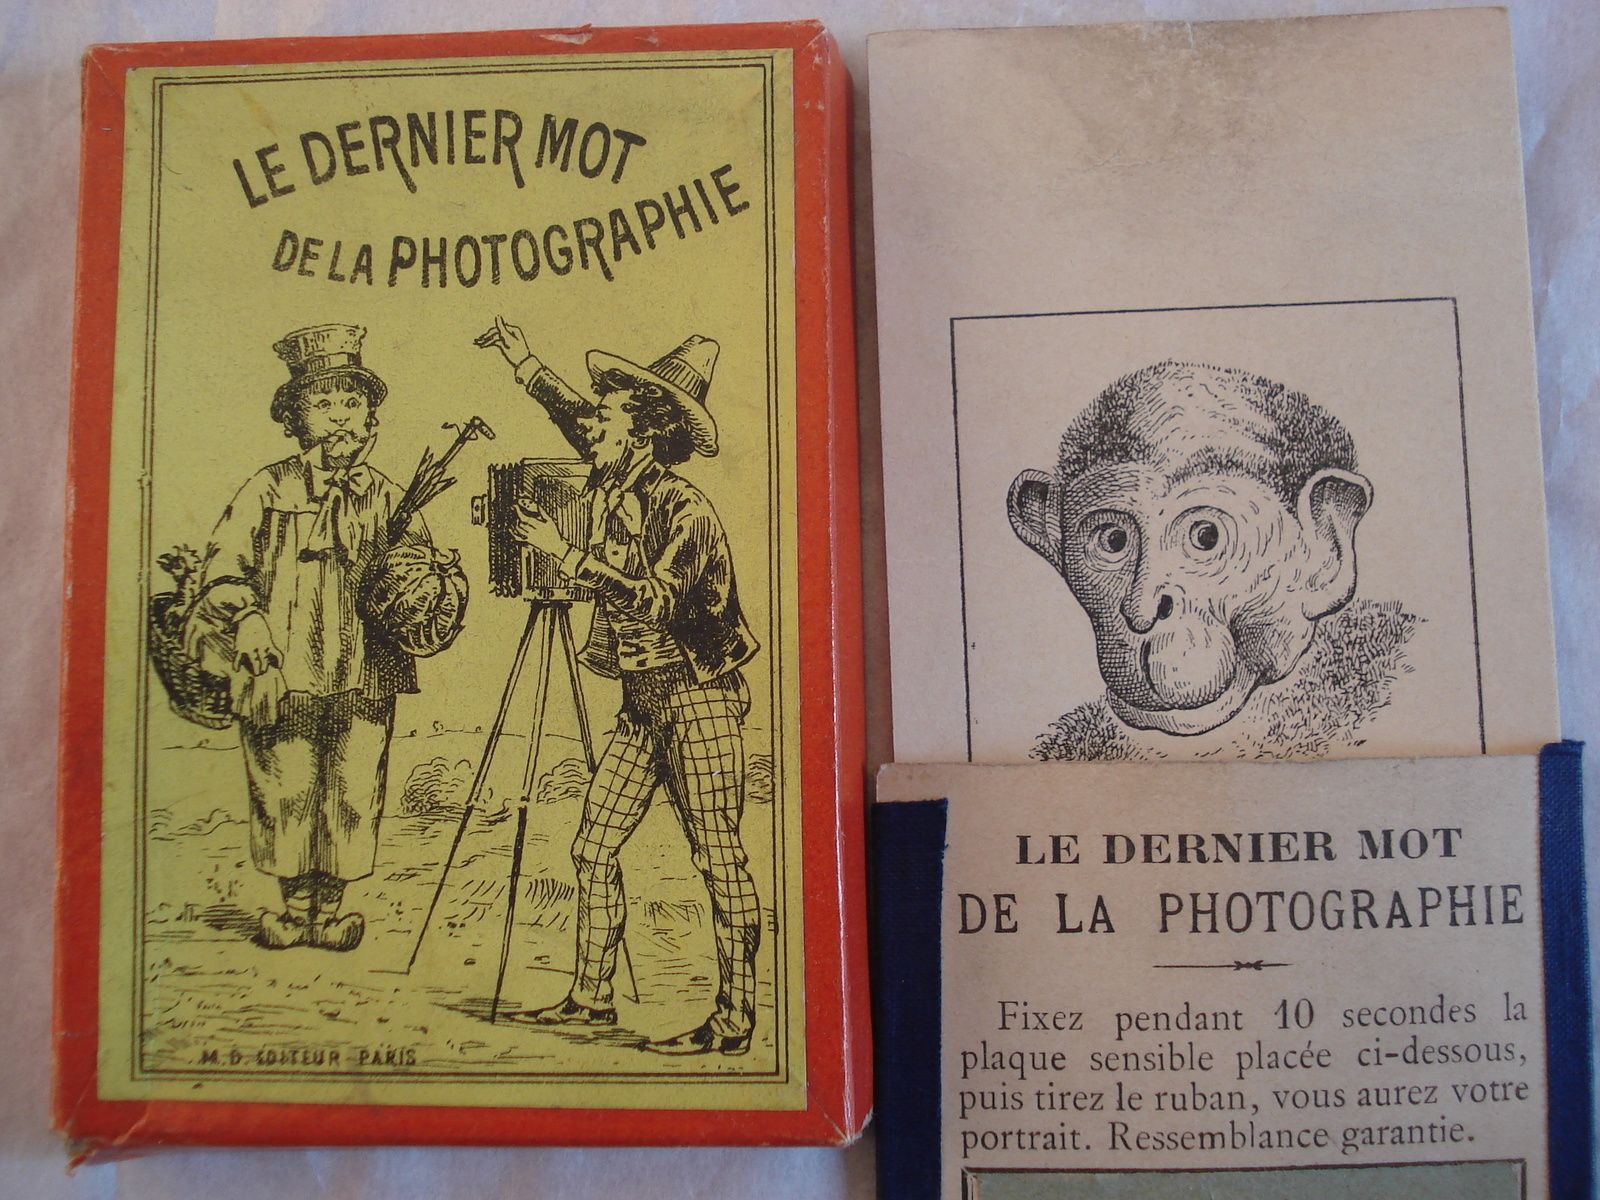 LE DERNIER MOT
DE LA PHOTOGRAPHIE
M. D. EDITEUR PARIS
LE DERNIER MOT
DE LA PHOTOGRAPHIE
Fixez pendant 10 secondes la
plaque sensible placée ci-dessous,
puis tirez le ruban, vous aurez votre
portrait. Ressemblance garantie.